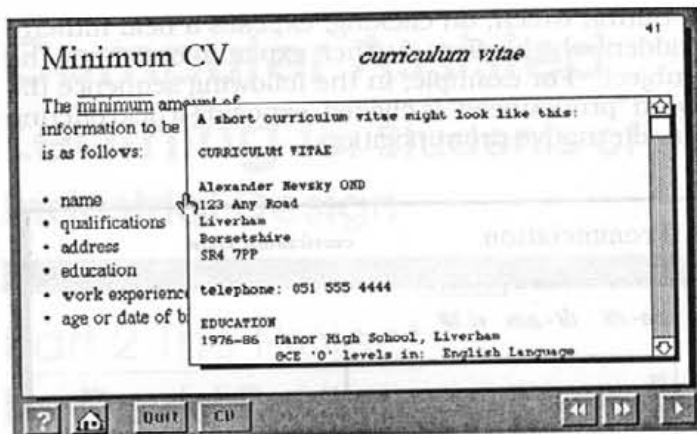 41
Minimum CV
curriculum vitae
The minimum amount of
information to be
is as follows:
• name
• qualifications
• address
• education
• work experience
• age or date of b
A short curriculum vitae might look like this:
CURRICULUM VITAE
Alexander Nevsky OND
123 Any Road
Liverham
Borsetshire
SR4 7PP
telephone: 051 555 4444
EDUCATION
1976-86 Manor High School, Liverham
GCE 'O' levels in: English Language
? Quit CV